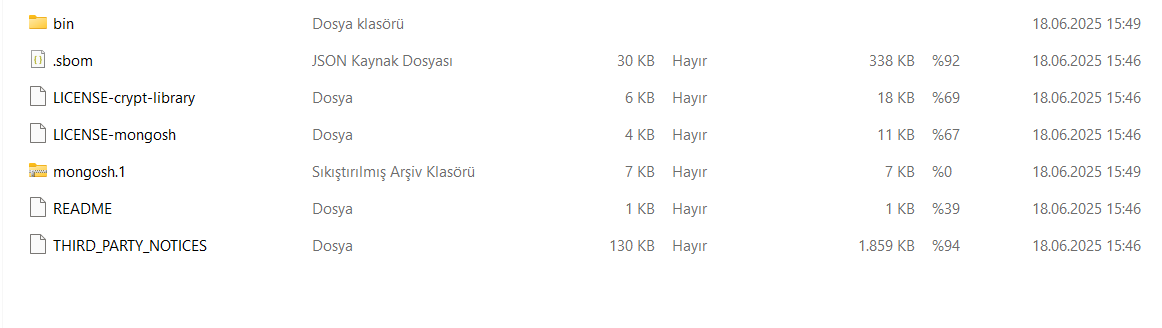 bin Dosya klasörü 18.06.2025 15:49
.sbom JSON Kaynak Dosyası 30 KB Hayır 338 KB %92 18.06.2025 15:46
LICENSE-crypt-library Dosya 6 KB Hayır 18 KB %69 18.06.2025 15:46
LICENSE-mongosh Dosya 4 KB Hayır 11 KB %67 18.06.2025 15:46
mongosh.1 Sıkıştırılmış Arşiv Klasörü 7 KB Hayır 7 KB %0 18.06.2025 15:49
README Dosya 1 KB Hayır 1 KB %39 18.06.2025 15:46
THIRD_PARTY_NOTICES Dosya 130 KB Hayır 1.859 KB %94 18.06.2025 15:46